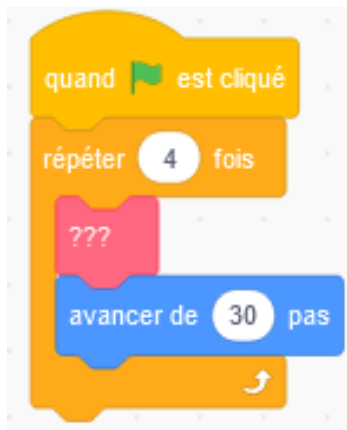 quand est cliqué
répéter 4 fois
???
avancer de 30 pas